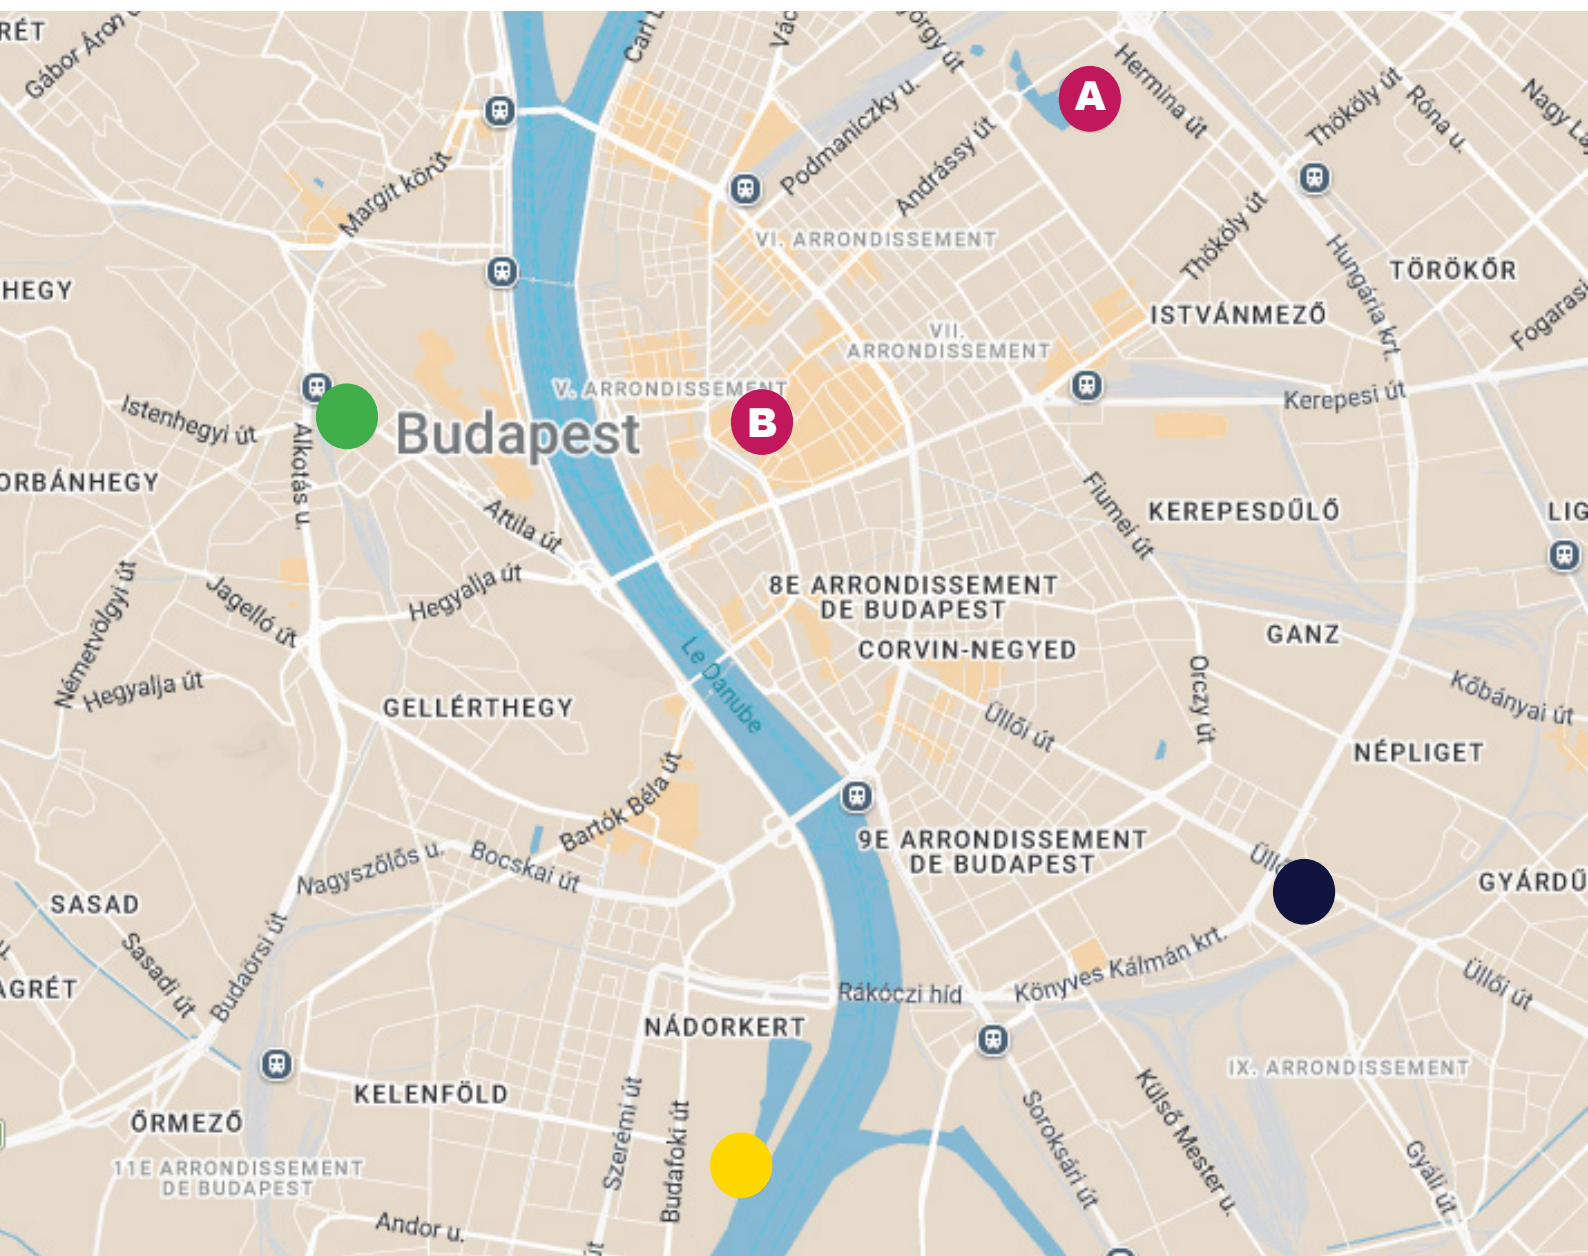 RÉT
Gábor Áron
Carl L
Vác
györgy út
Hermina út
A
Thököly út
Róna u.
Nagy La
Podmaniczky u.
Andrássy út
Margit körút
VI. ARRONDISSEMENT
Thököly út
Hungária krt.
TÖRÖKŐR
HEGY
ISTVÁNMEZŐ
Fogarasi
VII.
ARRONDISSEMENT
V. ARRONDISSEMENT
Kerepesi út
Istenhegyi út
Alkotás u.
Budapest
B
ORBÁNHEGY
Attila út
Fiumei út
KEREPESDŰLŐ
LIG
Németvölgyi út
Jagelló út
Hegyalja út
8E ARRONDISSEMENT
DE BUDAPEST
CORVIN-NEGYED
GANZ
Le Danube
Hegyalja út
GELLÉRTHEGY
Orczy út
Kőbányai út
Üllői út
NÉPLIGET
Bartók Béla út
9E ARRONDISSEMENT
DE BUDAPEST
Nagyszőlős u.
Bocskai út
Üllő
GYÁRDŰ
SASAD
Sasadi út
Budaörsi út
u.
AGRÉT
Rákóczi híd
Könyves Kálmán krt.
Üllői út
NÁDORKERT
IX. ARRONDISSEMENT
KELENFÖLD
ŐRMEZŐ
Szerémi út
Budafoki út
Soroksári út
Külső Mester u.
Gyáli út
11E ARRONDISSEMENT
DE BUDAPEST
Andor u.
út